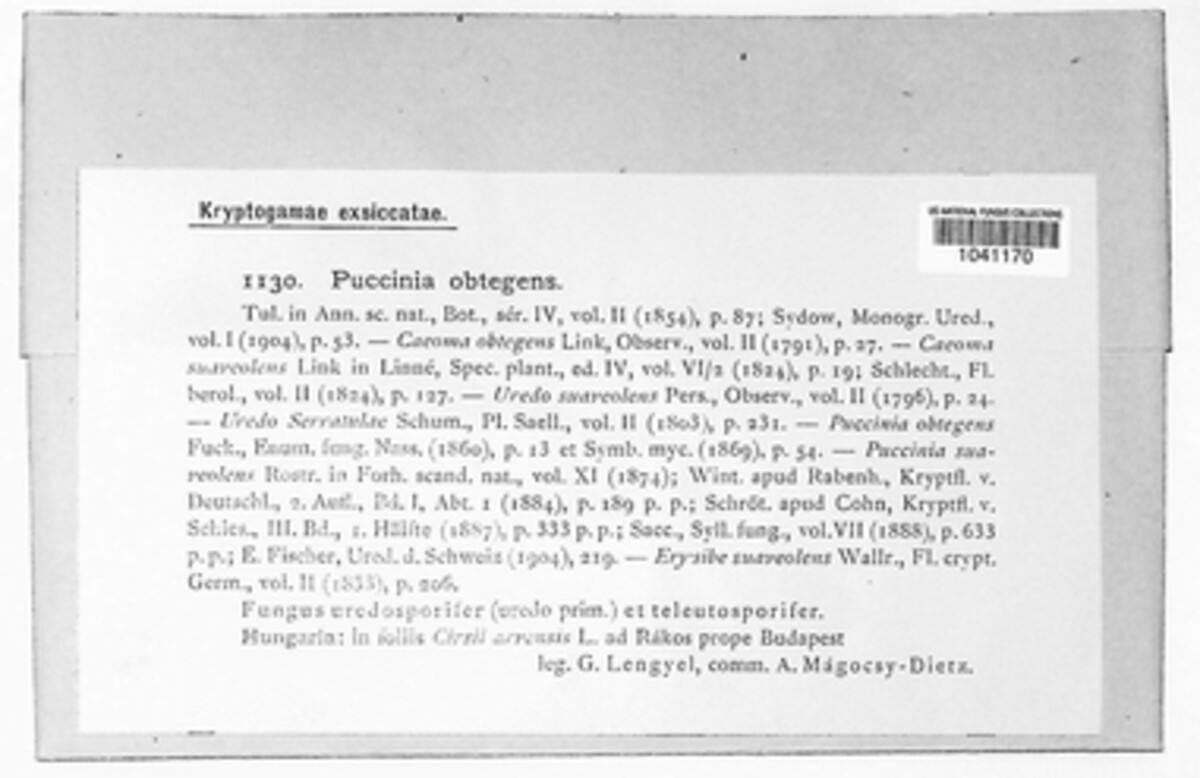 Kryptogamae exsiccatae.
US NATIONAL FUNGUS COLLECTIONS
1041170
1130. Puccinia obtegens.
Tul. in Ann. sc. nat., Bot., sér. IV, vol. II (1854), p. 87; Sydow, Monogr. Ured.,
vol. I (1904), p. 53. — Caeoma obtegens Link, Observ., vol. II (1791), p. 27. — Caeoma
suaveolens Link in Linné, Spec. plant., ed. IV, vol. VI/2 (1824), p. 19; Schlecht., Fl.
berol., vol. II (1824), p. 127. — Uredo suaveolens Pers., Observ., vol. II (1796), p. 24.
— Uredo Serratulae Schum., Pl. Saell., vol. II (1803), p. 231. — Puccinia obtegens
Fuck., Enum. fung. Nass. (1860), p. 13 et Symb. myc. (1869), p. 54. — Puccinia sua-
veolens Rostr. in Forh. scand. nat., vol. XI (1874); Wint. apud Rabenh., Kryptfl. v.
Deutschl., 2. Aufl., Bd. I, Abt. 1 (1884), p. 189 p. p.; Schröt. apud Cohn, Kryptfl. v.
Schles., III. Bd., 1. Hälfte (1887), p. 333 p. p.; Sacc., Syll. fung., vol. VII (1888), p. 633
p. p.; E. Fischer, Ured. d. Schweiz (1904), 219. — Erysibe suaveolens Wallr., Fl. crypt.
Germ., vol. II (1833), p. 206.
Fungus uredosporifer (uredo prim.) et teleutosporifer.
Hungaria: in foliis Cirsii arvensis L. ad Rákos prope Budapest
leg. G. Lengyel, comm. A. Mágocsy-Dietz.